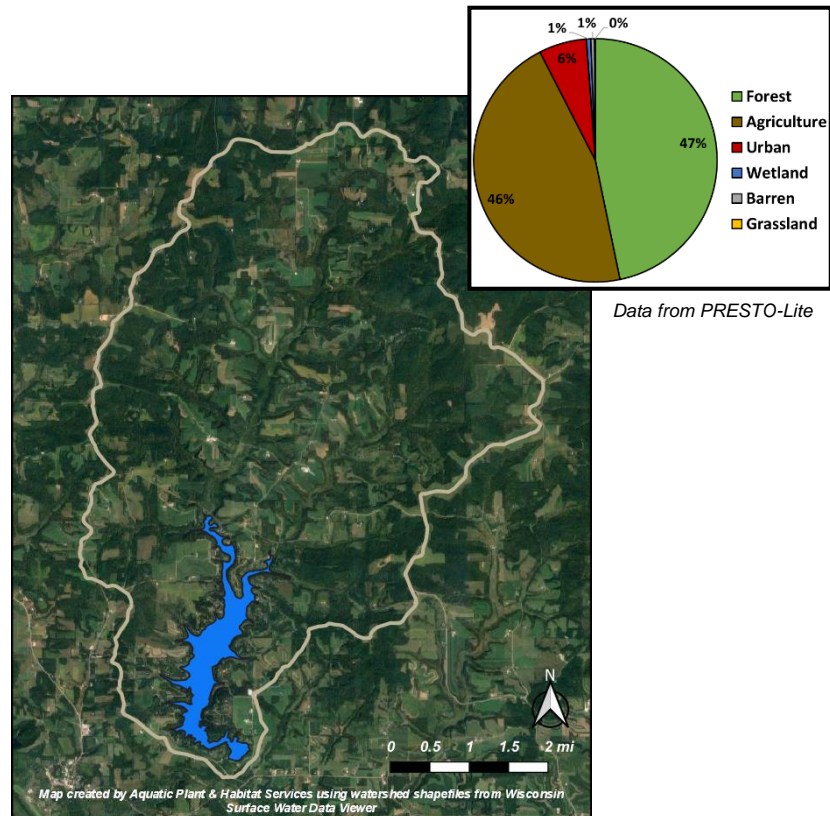 1%
1%
0%
6%
47%
46%
Forest
Agriculture
Urban
Wetland
Barren
Grassland
Data from PRESTO-Lite
N
0 0.5 1 1.5 2 mi
Map created by Aquatic Plant & Habitat Services using watershed shapefiles from Wisconsin
Surface Water Data Viewer